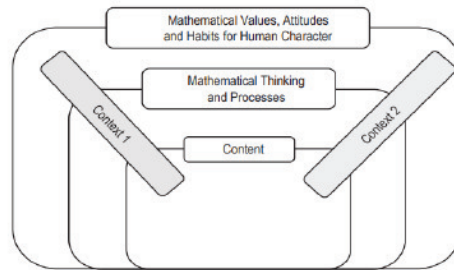 Mathematical Values, Attitudes
and Habits for Human Character
Mathematical Thinking
and Processes
Context 1
Context 2
Content